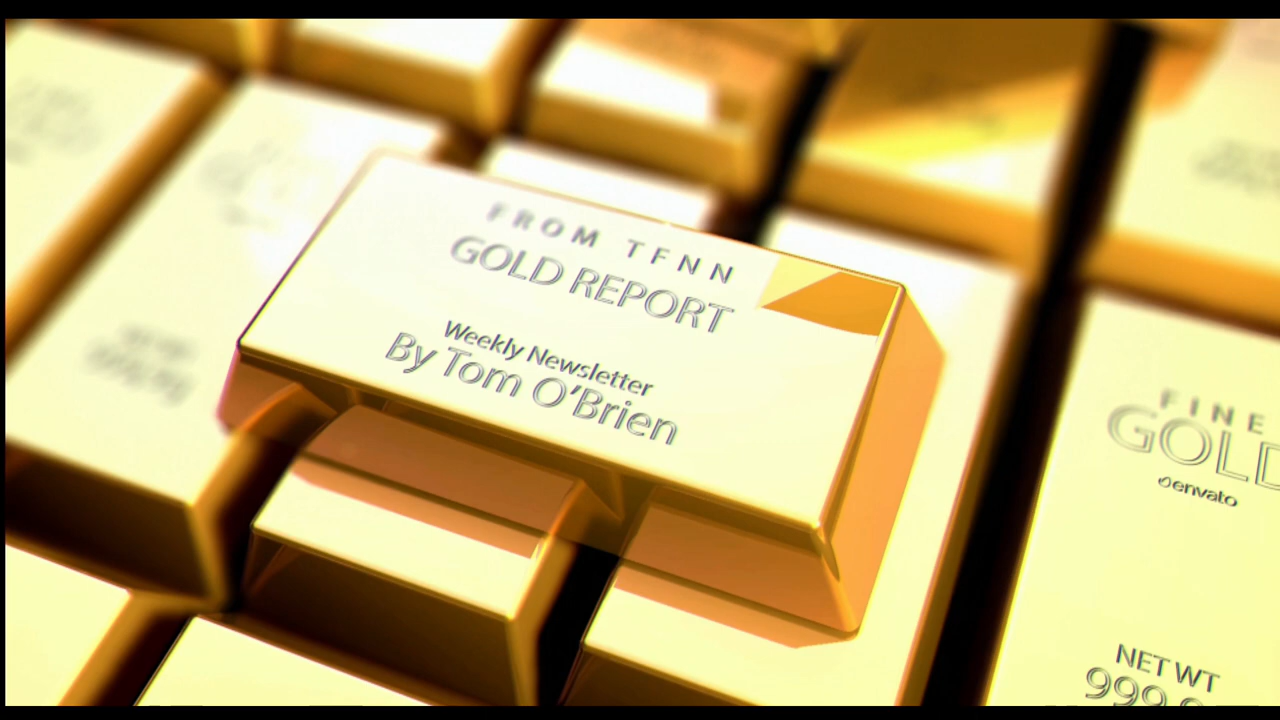 FROM TFNN
GOLD REPORT
Weekly Newsletter
By Tom O'Brien
FINE
GOLD
envato
NET WT